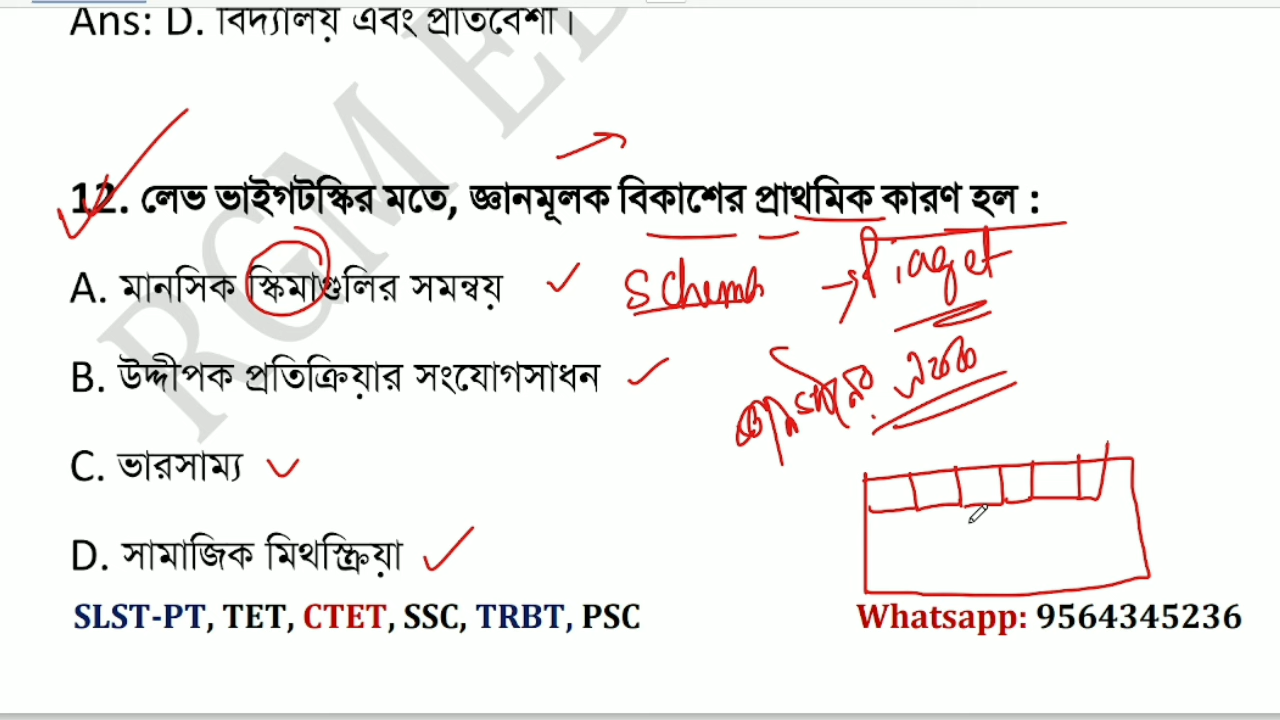 Ans: D. বিদ্যালয় এবং প্রতিবেশী।
12. লেভ ভাইগটস্কির মতে, জ্ঞানমূলক বিকাশের প্রাথমিক কারণ হল :
A. মানসিক স্কিমাগুলির সমন্বয়
Schema → Piaget
B. উদ্দীপক প্রতিক্রিয়ার সংযোগসাধন
একক
C. ভারসাম্য
D. সামাজিক মিথস্ক্রিয়া
SLST-PT, TET, CTET, SSC, TRBT, PSC
Whatsapp: 9564345236